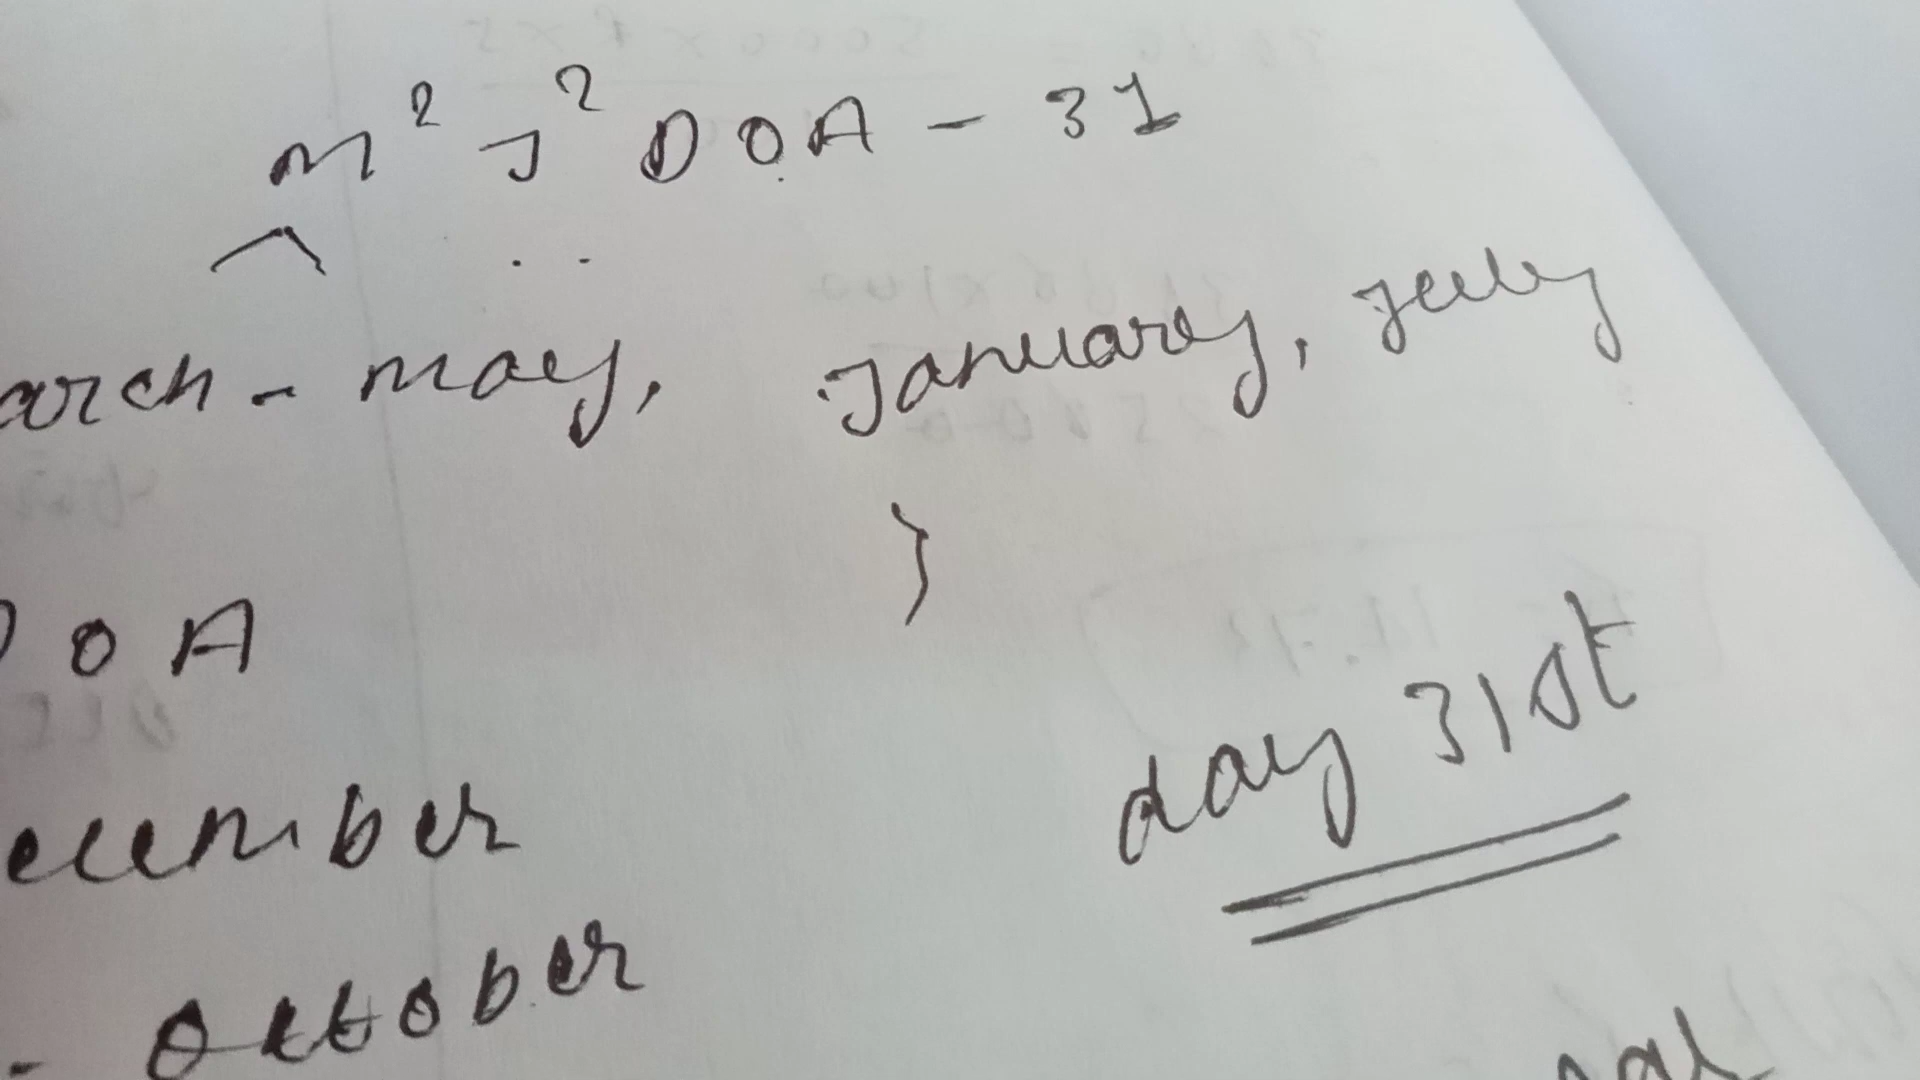 m² J² D O A - 31
arch - may, January, July
}
D O A
day 31st
ecember
- October